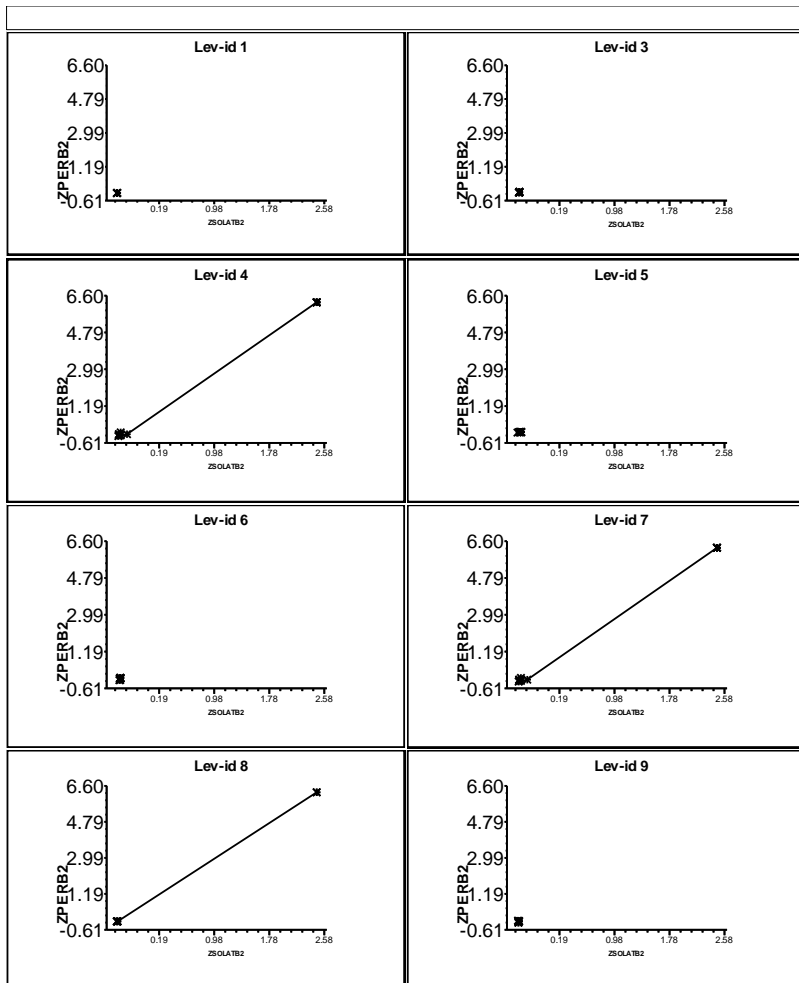 Lev-id 1
6.60
4.79
2.99
1.19
-0.61
ZPERB2
0.19 0.98 1.78 2.58
ZSOLATB2
Lev-id 3
6.60
4.79
2.99
1.19
-0.61
ZPERB2
0.19 0.98 1.78 2.58
ZSOLATB2
Lev-id 4
6.60
4.79
2.99
1.19
-0.61
ZPERB2
0.19 0.98 1.78 2.58
ZSOLATB2
Lev-id 5
6.60
4.79
2.99
1.19
-0.61
ZPERB2
0.19 0.98 1.78 2.58
ZSOLATB2
Lev-id 6
6.60
4.79
2.99
1.19
-0.61
ZPERB2
0.19 0.98 1.78 2.58
ZSOLATB2
Lev-id 7
6.60
4.79
2.99
1.19
-0.61
ZPERB2
0.19 0.98 1.78 2.58
ZSOLATB2
Lev-id 8
6.60
4.79
2.99
1.19
-0.61
ZPERB2
0.19 0.98 1.78 2.58
ZSOLATB2
Lev-id 9
6.60
4.79
2.99
1.19
-0.61
ZPERB2
0.19 0.98 1.78 2.58
ZSOLATB2